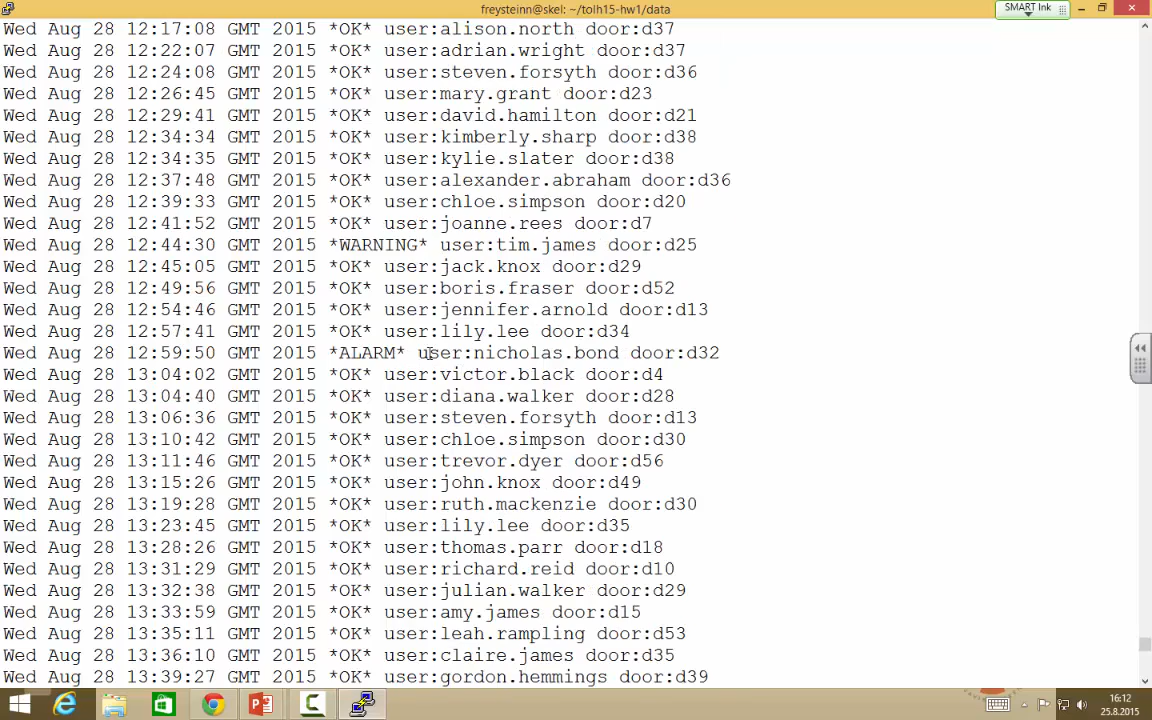 freysteinn@skel: ~/tolh15-hw1/data
SMART Ink
Wed Aug 28 12:17:08 GMT 2015 *OK* user:alison.north door:d37
Wed Aug 28 12:22:07 GMT 2015 *OK* user:adrian.wright door:d37
Wed Aug 28 12:24:08 GMT 2015 *OK* user:steven.forsyth door:d36
Wed Aug 28 12:26:45 GMT 2015 *OK* user:mary.grant door:d23
Wed Aug 28 12:29:41 GMT 2015 *OK* user:david.hamilton door:d21
Wed Aug 28 12:34:34 GMT 2015 *OK* user:kimberly.sharp door:d38
Wed Aug 28 12:34:35 GMT 2015 *OK* user:kylie.slater door:d38
Wed Aug 28 12:37:48 GMT 2015 *OK* user:alexander.abraham door:d36
Wed Aug 28 12:39:33 GMT 2015 *OK* user:chloe.simpson door:d20
Wed Aug 28 12:41:52 GMT 2015 *OK* user:joanne.rees door:d7
Wed Aug 28 12:44:30 GMT 2015 *WARNING* user:tim.james door:d25
Wed Aug 28 12:45:05 GMT 2015 *OK* user:jack.knox door:d29
Wed Aug 28 12:49:56 GMT 2015 *OK* user:boris.fraser door:d52
Wed Aug 28 12:54:46 GMT 2015 *OK* user:jennifer.arnold door:d13
Wed Aug 28 12:57:41 GMT 2015 *OK* user:lily.lee door:d34
Wed Aug 28 12:59:50 GMT 2015 *ALARM* user:nicholas.bond door:d32
Wed Aug 28 13:04:02 GMT 2015 *OK* user:victor.black door:d4
Wed Aug 28 13:04:40 GMT 2015 *OK* user:diana.walker door:d28
Wed Aug 28 13:06:36 GMT 2015 *OK* user:steven.forsyth door:d13
Wed Aug 28 13:10:42 GMT 2015 *OK* user:chloe.simpson door:d30
Wed Aug 28 13:11:46 GMT 2015 *OK* user:trevor.dyer door:d56
Wed Aug 28 13:15:26 GMT 2015 *OK* user:john.knox door:d49
Wed Aug 28 13:19:28 GMT 2015 *OK* user:ruth.mackenzie door:d30
Wed Aug 28 13:23:45 GMT 2015 *OK* user:lily.lee door:d35
Wed Aug 28 13:28:26 GMT 2015 *OK* user:thomas.parr door:d18
Wed Aug 28 13:31:29 GMT 2015 *OK* user:richard.reid door:d10
Wed Aug 28 13:32:38 GMT 2015 *OK* user:julian.walker door:d29
Wed Aug 28 13:33:59 GMT 2015 *OK* user:amy.james door:d15
Wed Aug 28 13:35:11 GMT 2015 *OK* user:leah.rampling door:d53
Wed Aug 28 13:36:10 GMT 2015 *OK* user:claire.james door:d35
Wed Aug 28 13:39:27 GMT 2015 *OK* user:gordon.hemmings door:d39
16:12
25.8.2015